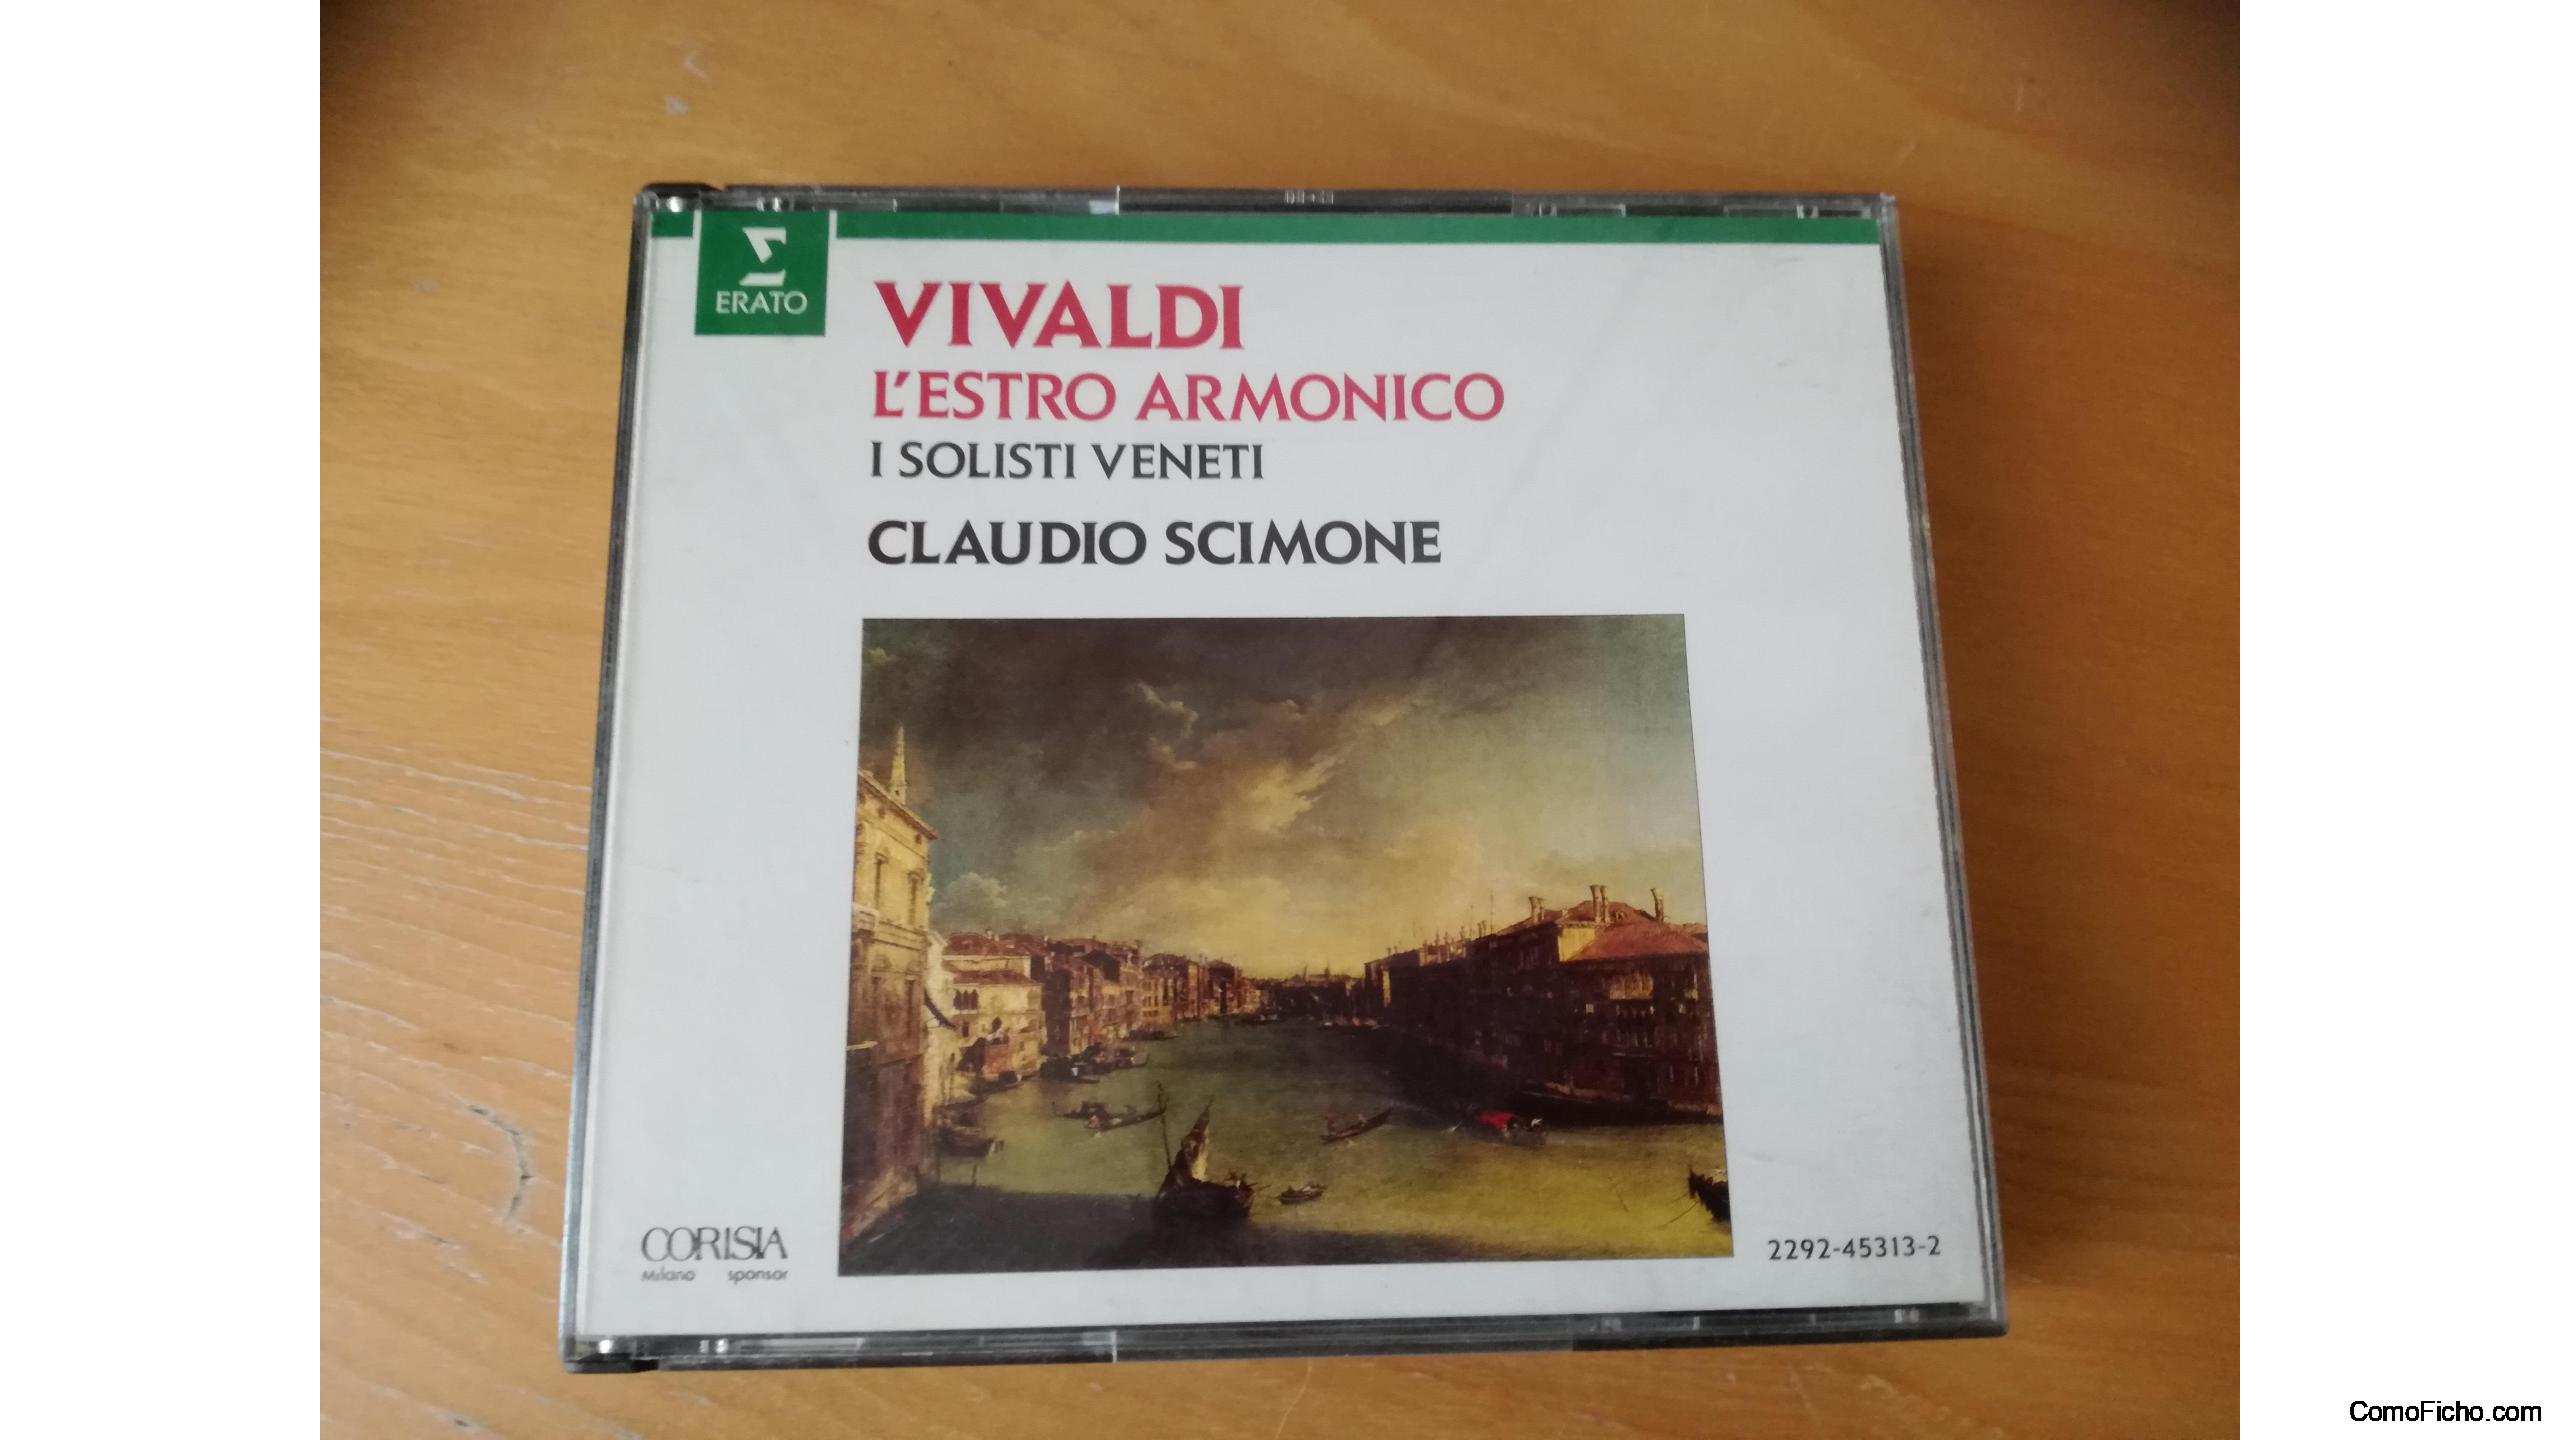 ERATO
VIVALDI
L'ESTRO ARMONICO
I SOLISTI VENETI
CLAUDIO SCIMONE
CORISIA
Milano sponsor
2292-45313-2
ComoFicho.com